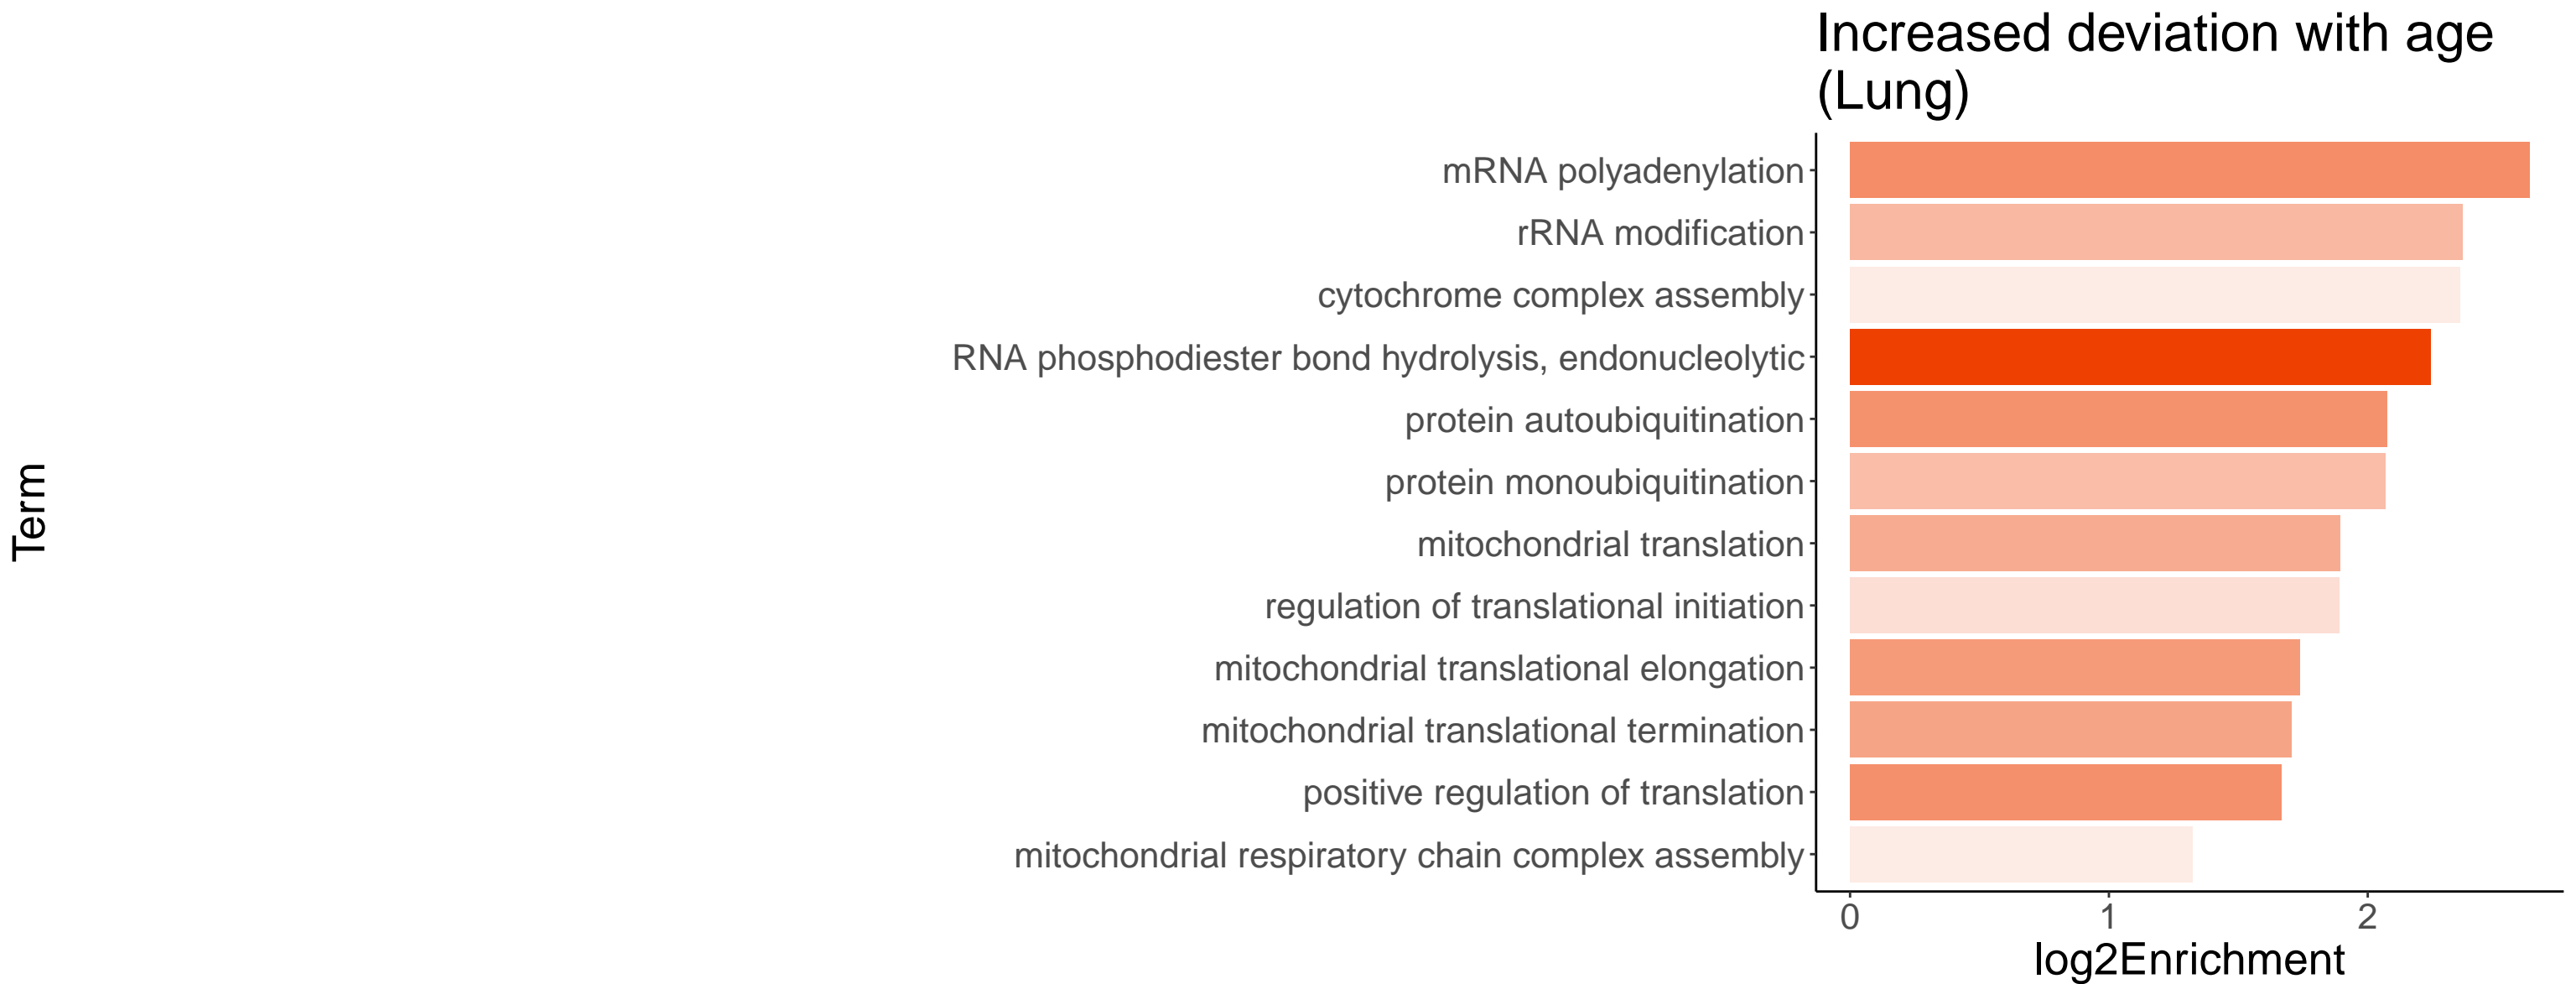 Increased deviation with age
(Lung)
Term
mRNA polyadenylation
rRNA modification
cytochrome complex assembly
RNA phosphodiester bond hydrolysis, endonucleolytic
protein autoubiquitination
protein monoubiquitination
mitochondrial translation
regulation of translational initiation
mitochondrial translational elongation
mitochondrial translational termination
positive regulation of translation
mitochondrial respiratory chain complex assembly
0 1 2
log2Enrichment